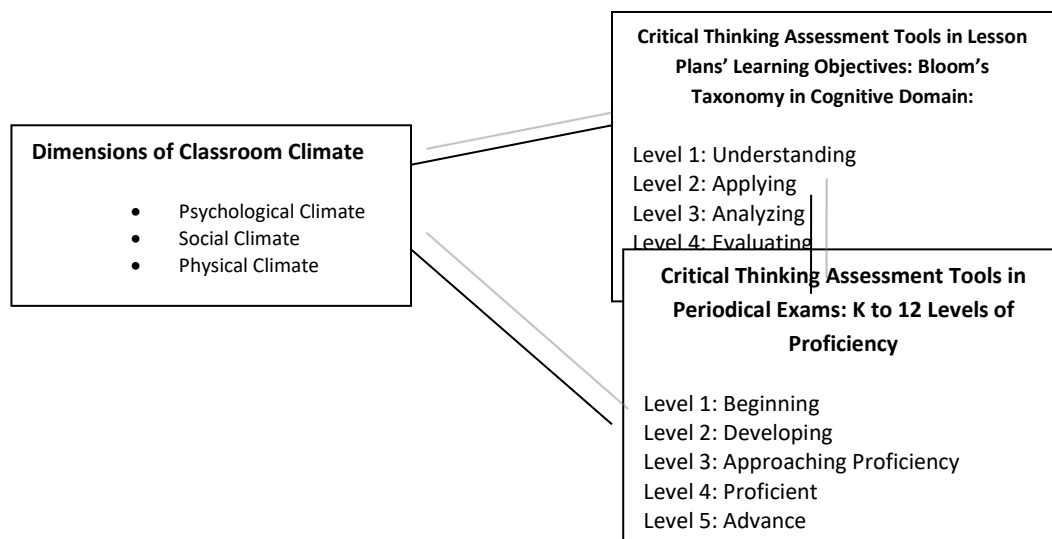 Dimensions of Classroom Climate
• Psychological Climate
• Social Climate
• Physical Climate
Critical Thinking Assessment Tools in Lesson
Plans’ Learning Objectives: Bloom’s
Taxonomy in Cognitive Domain:
Level 1: Understanding
Level 2: Applying
Level 3: Analyzing
Level 4: Evaluating
Critical Thinking Assessment Tools in
Periodical Exams: K to 12 Levels of
Proficiency
Level 1: Beginning
Level 2: Developing
Level 3: Approaching Proficiency
Level 4: Proficient
Level 5: Advance